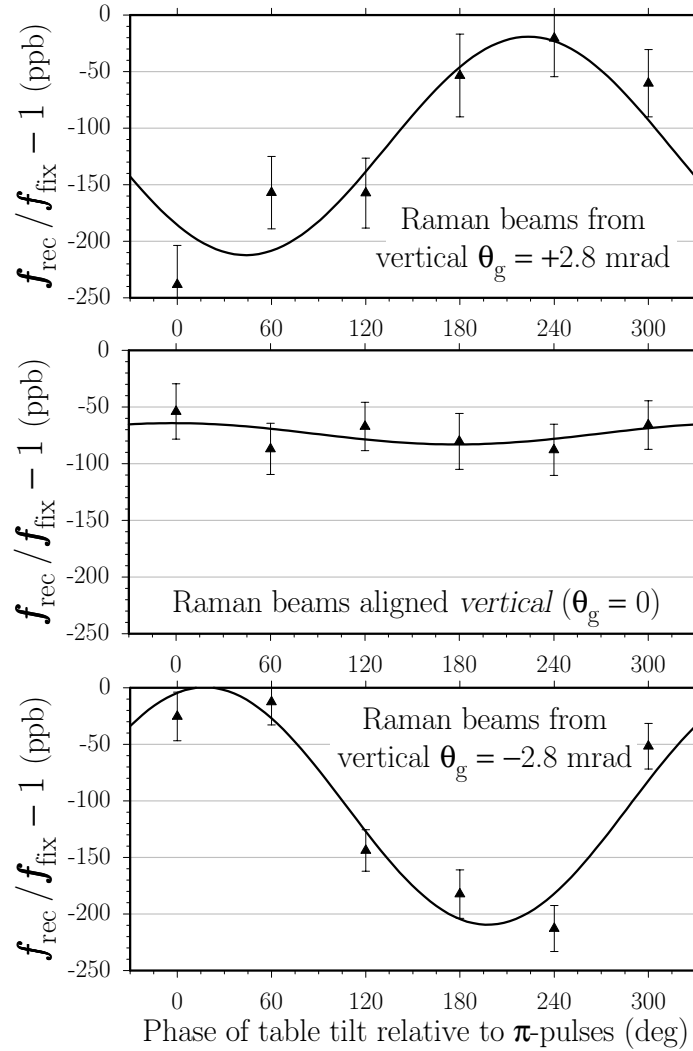 0
-50
-100
-150
-200
-250
f_rec / f_fix − 1 (ppb)
Raman beams from
vertical θ_g = +2.8 mrad
0 60 120 180 240 300
0
-50
-100
-150
-200
-250
f_rec / f_fix − 1 (ppb)
Raman beams aligned vertical (θ_g = 0)
0 60 120 180 240 300
0
-50
-100
-150
-200
-250
f_rec / f_fix − 1 (ppb)
Raman beams from
vertical θ_g = −2.8 mrad
0 60 120 180 240 300
Phase of table tilt relative to π-pulses (deg)